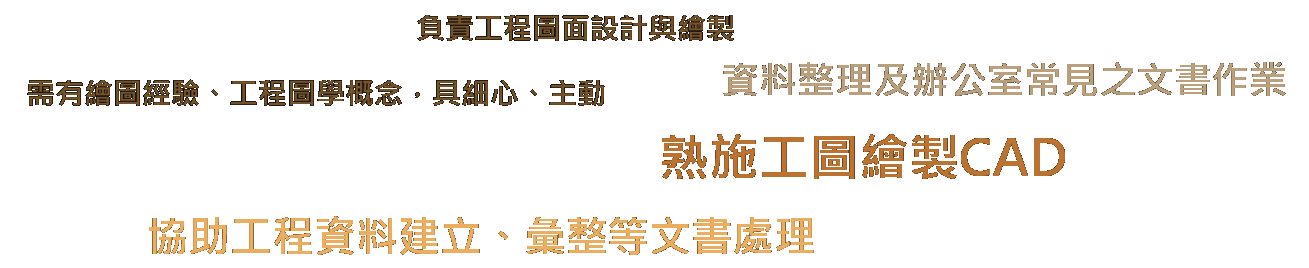 負責工程圖面設計與繪製
資料整理及辦公室常見之文書作業
需有繪圖經驗、工程圖學概念，具細心、主動
熟施工圖繪製CAD
協助工程資料建立、彙整等文書處理